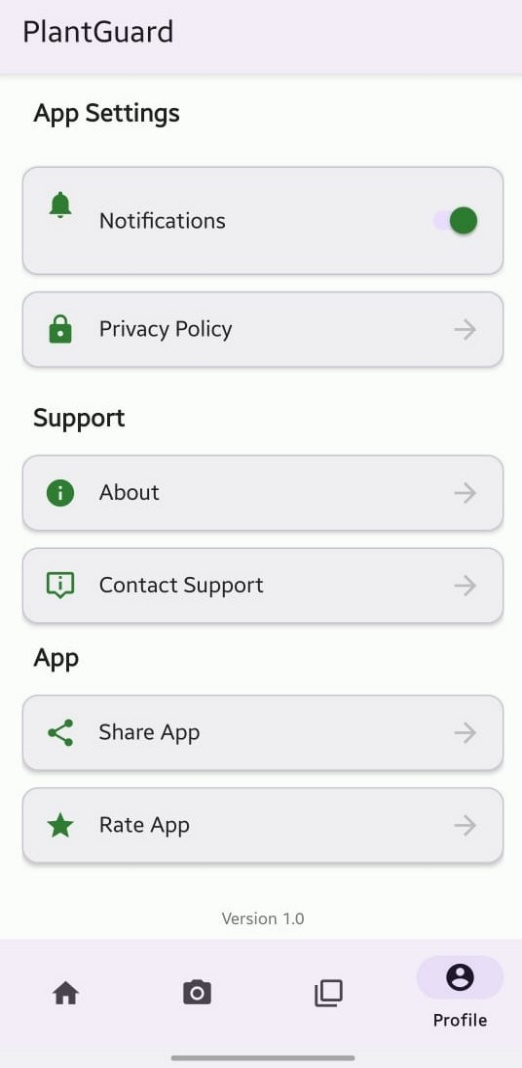 PlantGuard
App Settings
Notifications
Privacy Policy
Support
About
Contact Support
App
Share App
Rate App
Version 1.0
Profile